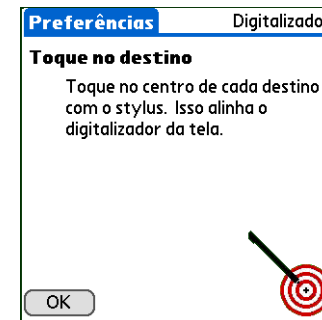 Preferências Digitalizado
Toque no destino
Toque no centro de cada destino
com o stylus. Isso alinha o
digitalizador da tela.
OK